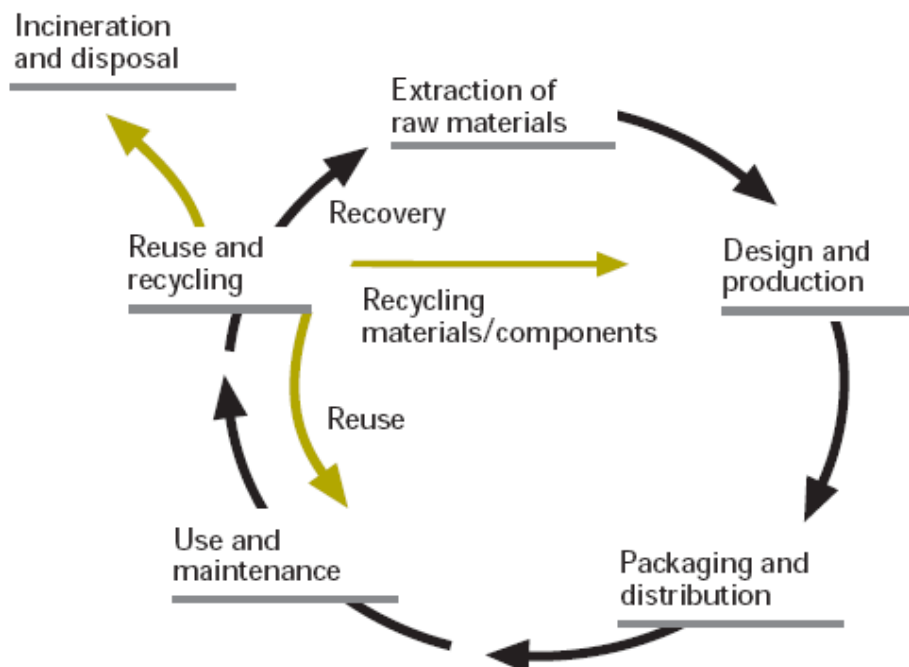 Incineration
and disposal
Extraction of
raw materials
Recovery
Reuse and
recycling
Design and
production
Recycling
materials/components
Reuse
Use and
maintenance
Packaging and
distribution